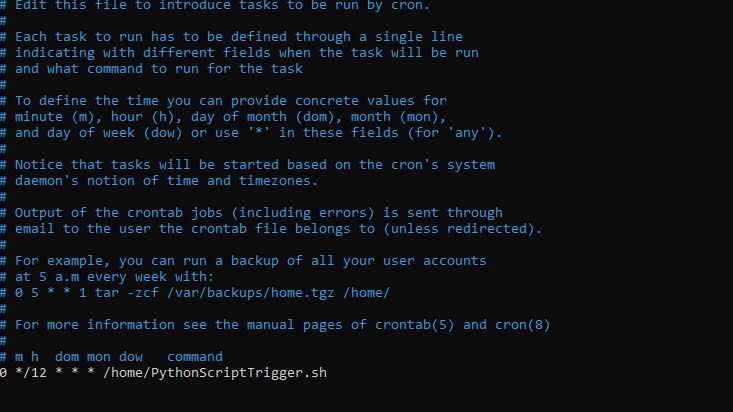 # Edit this file to introduce tasks to be run by cron.
#
# Each task to run has to be defined through a single line
# indicating with different fields when the task will be run
# and what command to run for the task
#
# To define the time you can provide concrete values for
# minute (m), hour (h), day of month (dom), month (mon),
# and day of week (dow) or use '*' in these fields (for 'any').
#
# Notice that tasks will be started based on the cron's system
# daemon's notion of time and timezones.
#
# Output of the crontab jobs (including errors) is sent through
# email to the user the crontab file belongs to (unless redirected).
#
# For example, you can run a backup of all your user accounts
# at 5 a.m every week with:
# 0 5 * * 1 tar -zcf /var/backups/home.tgz /home/
#
# For more information see the manual pages of crontab(5) and cron(8)
#
# m h  dom mon dow   command
0 */12 * * * /home/PythonScriptTrigger.sh